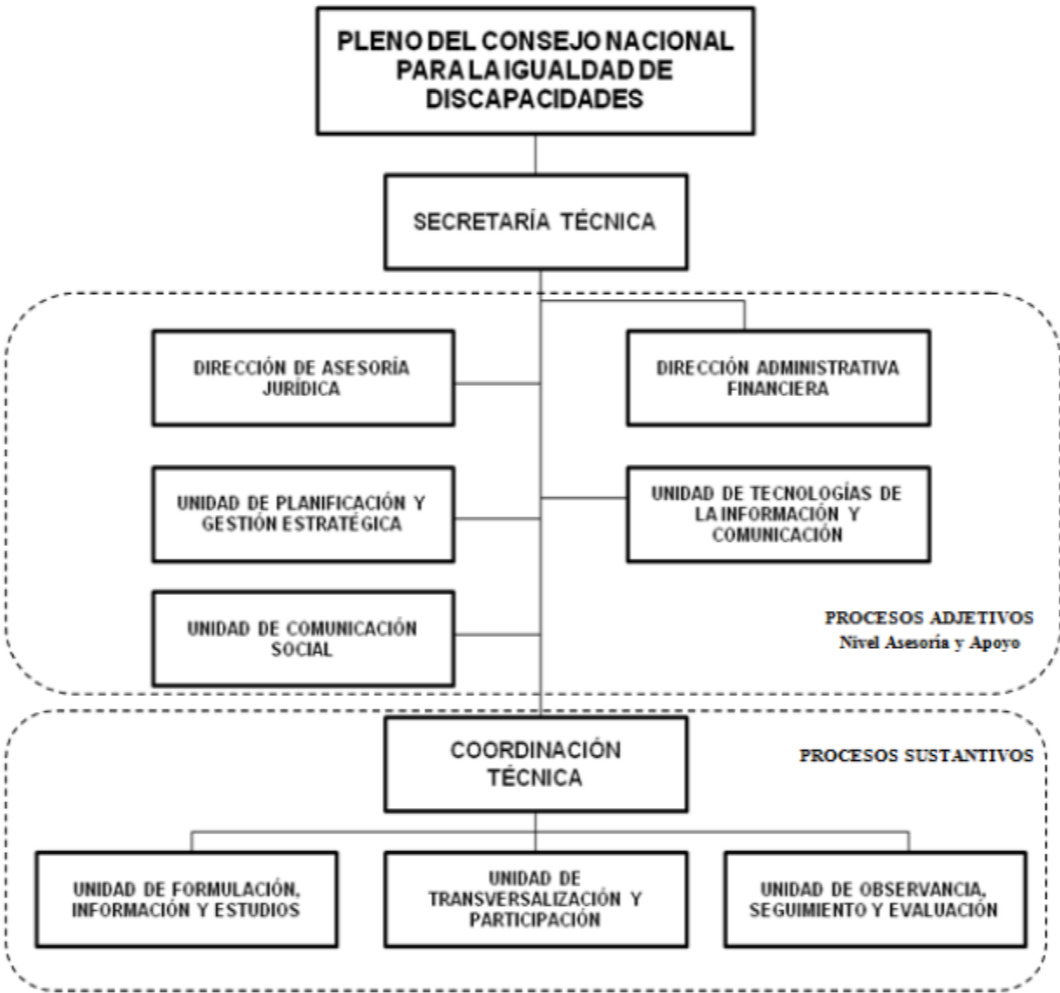 PLENO DEL CONSEJO NACIONAL
PARA LA IGUALDAD DE
DISCAPACIDADES
SECRETARÍA TÉCNICA
DIRECCIÓN DE ASESORÍA
JURÍDICA
DIRECCIÓN ADMINISTRATIVA
FINANCIERA
UNIDAD DE PLANIFICACIÓN Y
GESTIÓN ESTRATÉGICA
UNIDAD DE TECNOLOGÍAS DE
LA INFORMACIÓN Y
COMUNICACIÓN
UNIDAD DE COMUNICACIÓN
SOCIAL
PROCESOS ADJETIVOS
Nivel Asesoría y Apoyo
COORDINACIÓN
TÉCNICA
PROCESOS SUSTANTIVOS
UNIDAD DE FORMULACIÓN,
INFORMACIÓN Y ESTUDIOS
UNIDAD DE
TRANSVERSALIZACIÓN Y
PARTICIPACIÓN
UNIDAD DE OBSERVANCIA,
SEGUIMIENTO Y EVALUACIÓN